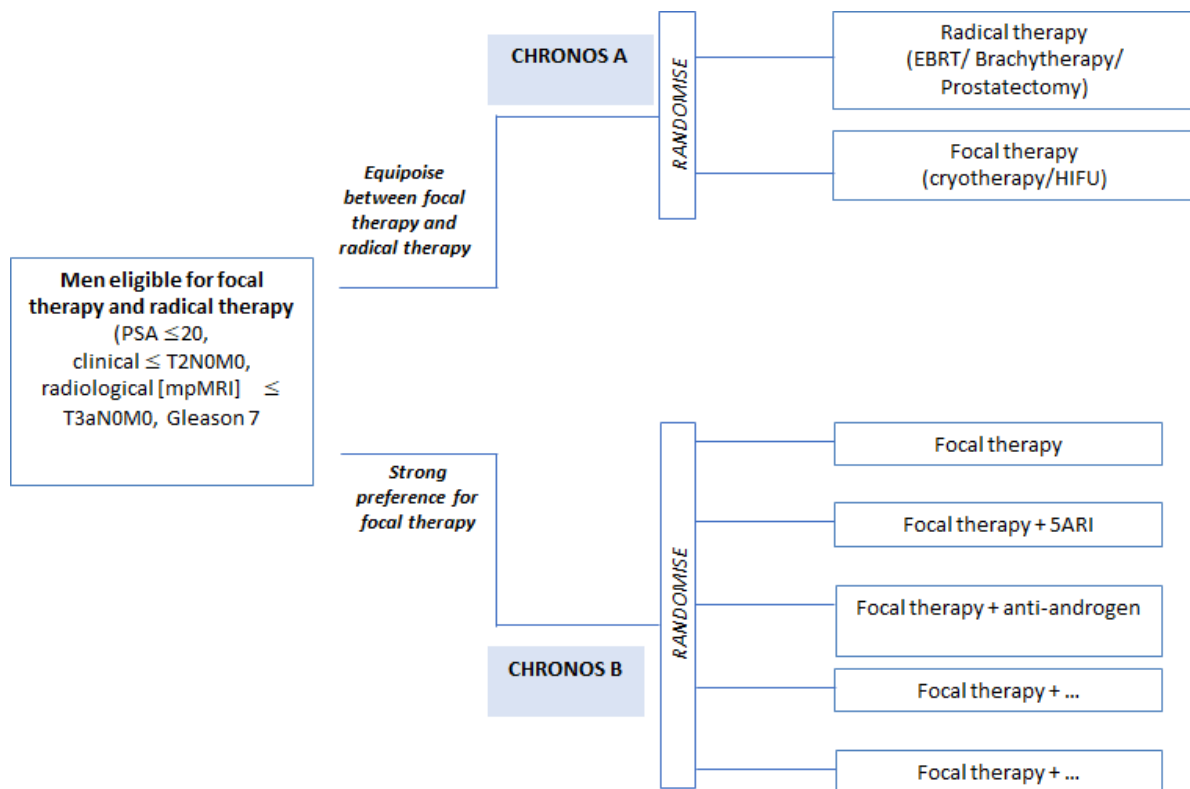 Men eligible for focal
therapy and radical therapy
(PSA ≤20,
clinical ≤ T2N0M0,
radiological [mpMRI] ≤
T3aN0M0, Gleason 7
Equipoise
between focal
therapy and
radical therapy
CHRONOS A
RANDOMISE
Radical therapy
(EBRT/ Brachytherapy/
Prostatectomy)
Focal therapy
(cryotherapy/HIFU)
Strong
preference for
focal therapy
CHRONOS B
RANDOMISE
Focal therapy
Focal therapy + 5ARI
Focal therapy + anti-androgen
Focal therapy + ...
Focal therapy + ...